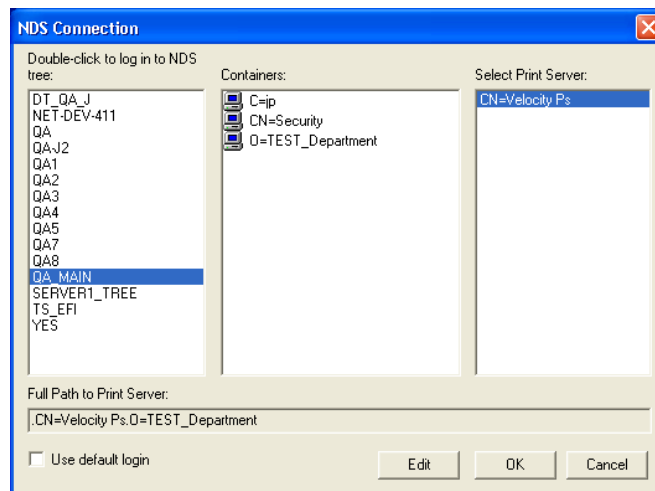 NDS Connection
Double-click to log in to NDS
tree:
Containers:
Select Print Server:
DT_QA_J
NET-DEV-411
QA
QA-J2
QA1
QA2
QA3
QA4
QA5
QA7
QA8
QA_MAIN
SERVER1_TREE
TS_EFI
YES
C=jp
CN=Security
O=TEST_Department
CN=Velocity Ps
Full Path to Print Server:
.CN=Velocity Ps.O=TEST_Department
Use default login
Edit
OK
Cancel